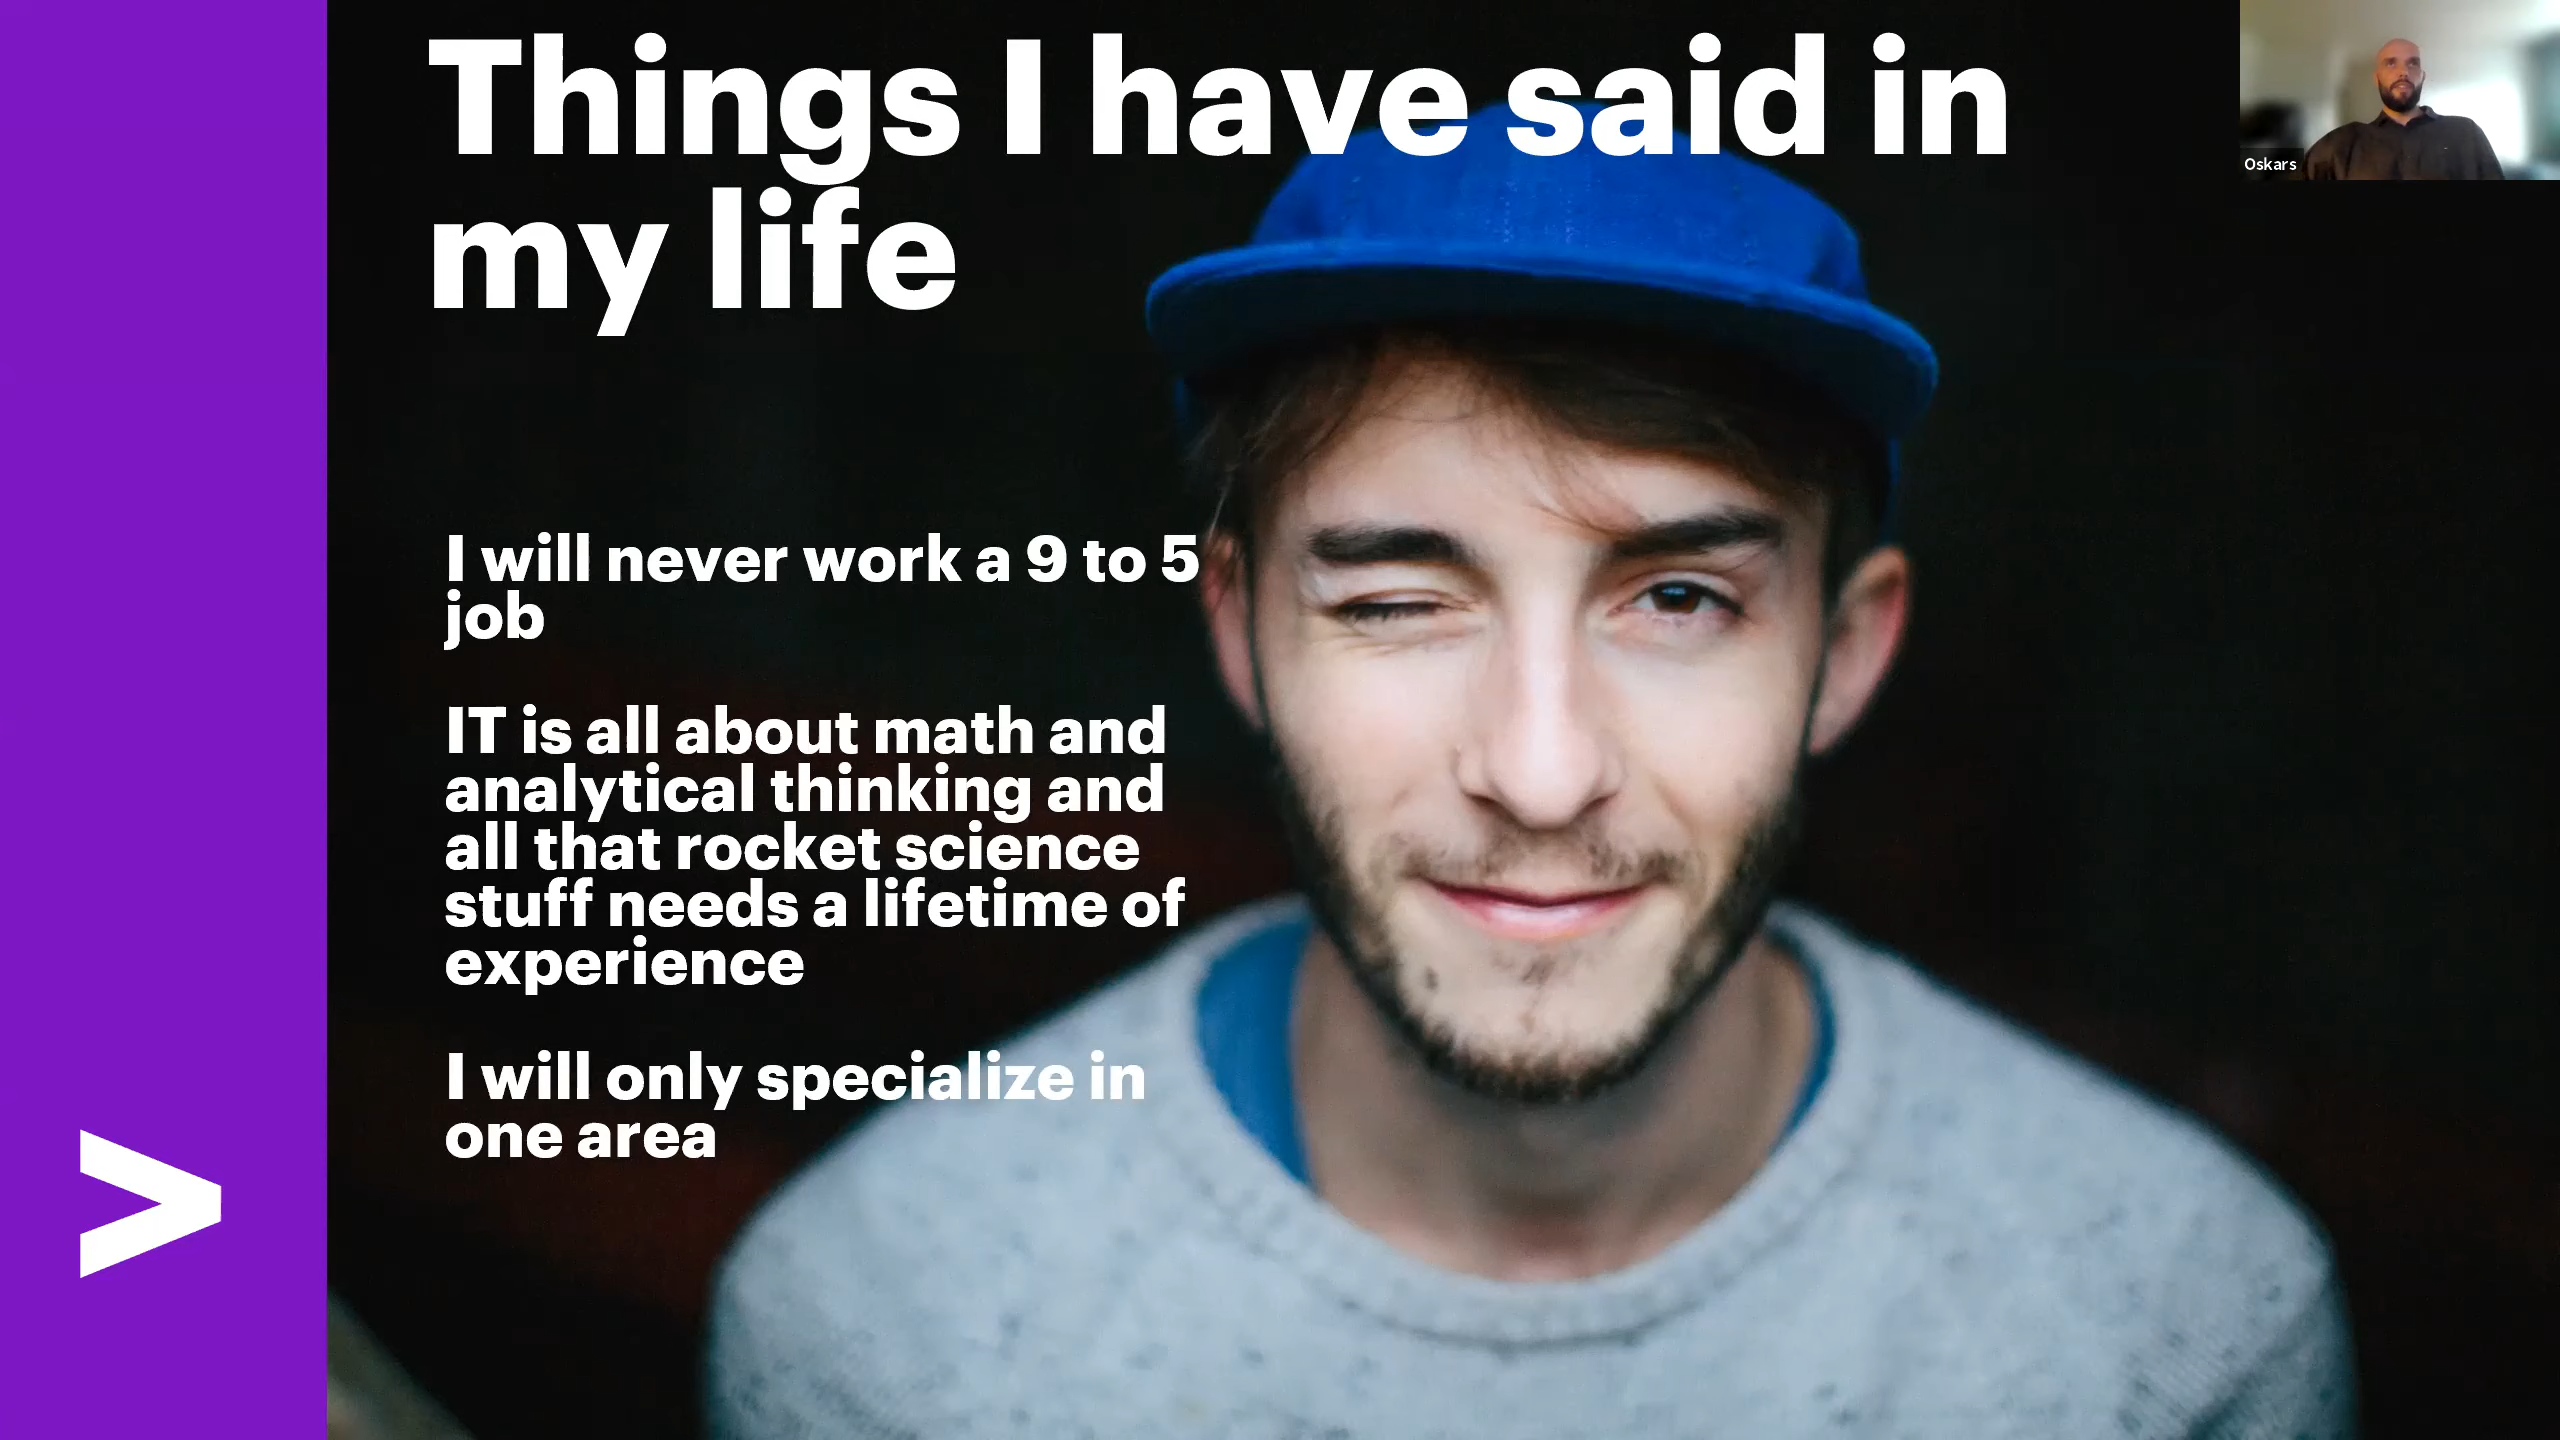 Things I have said in
my life
Oskars
I will never work a 9 to 5
job
IT is all about math and
analytical thinking and
all that rocket science
stuff needs a lifetime of
experience
I will only specialize in
one area
>